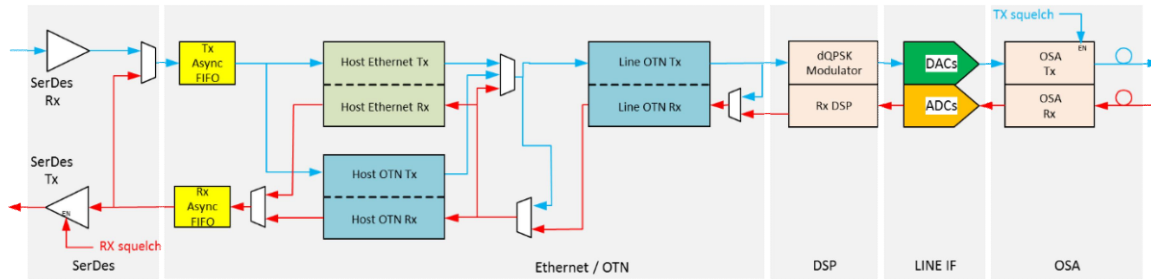 TX squelch
EN
SerDes
Rx
Tx
Async
FIFO
Host Ethernet Tx
Host Ethernet Rx
Line OTN Tx
Line OTN Rx
dQPSK
Modulator
Rx DSP
DACs
ADCs
OSA
Tx
OSA
Rx
SerDes
Tx
EN
RX squelch
Rx
Async
FIFO
Host OTN Tx
Host OTN Rx
SerDes
Ethernet / OTN
DSP
LINE IF
OSA